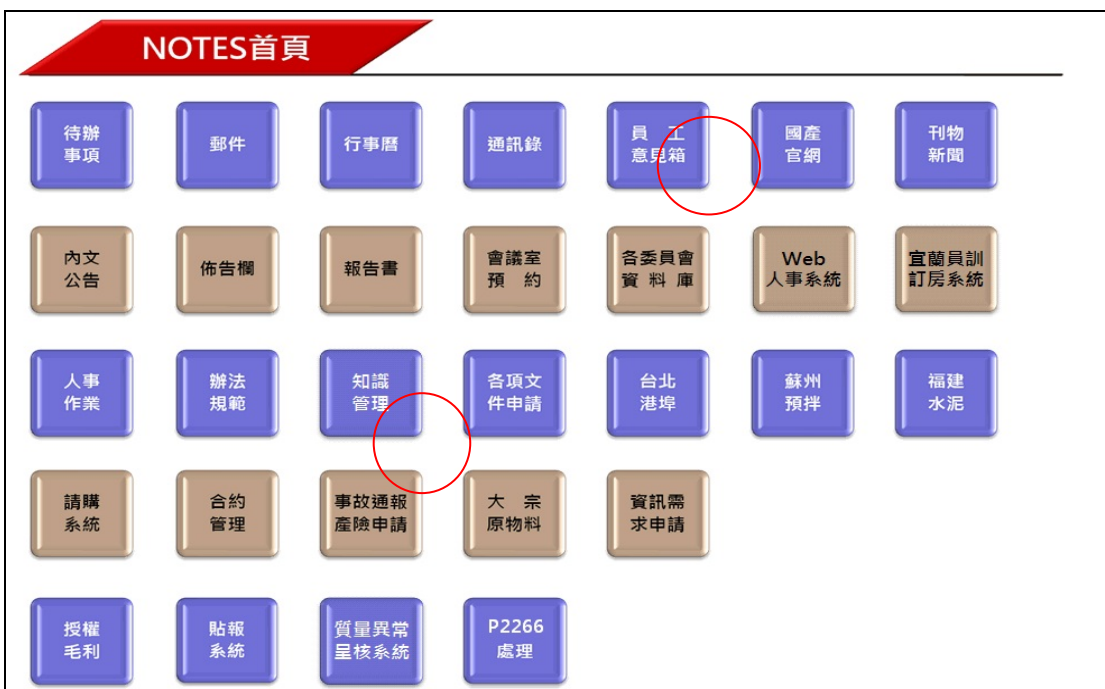 NOTES首頁
待辦
事項
郵件
行事曆
通訊錄
員 工
意見箱
國產
官網
刊物
新聞
內文
公告
佈告欄
報告書
會議室
預 約
各委員會
資 料 庫
Web
人事系統
宜蘭員訓
訂房系統
人事
作業
辦法
規範
知識
管理
各項文
件申請
台北
港埠
蘇州
預拌
福建
水泥
請購
系統
合約
管理
事故通報
產險申請
大 宗
原物料
資訊需
求申請
授權
毛利
貼報
系統
質量異常
呈核系統
P2266
處理